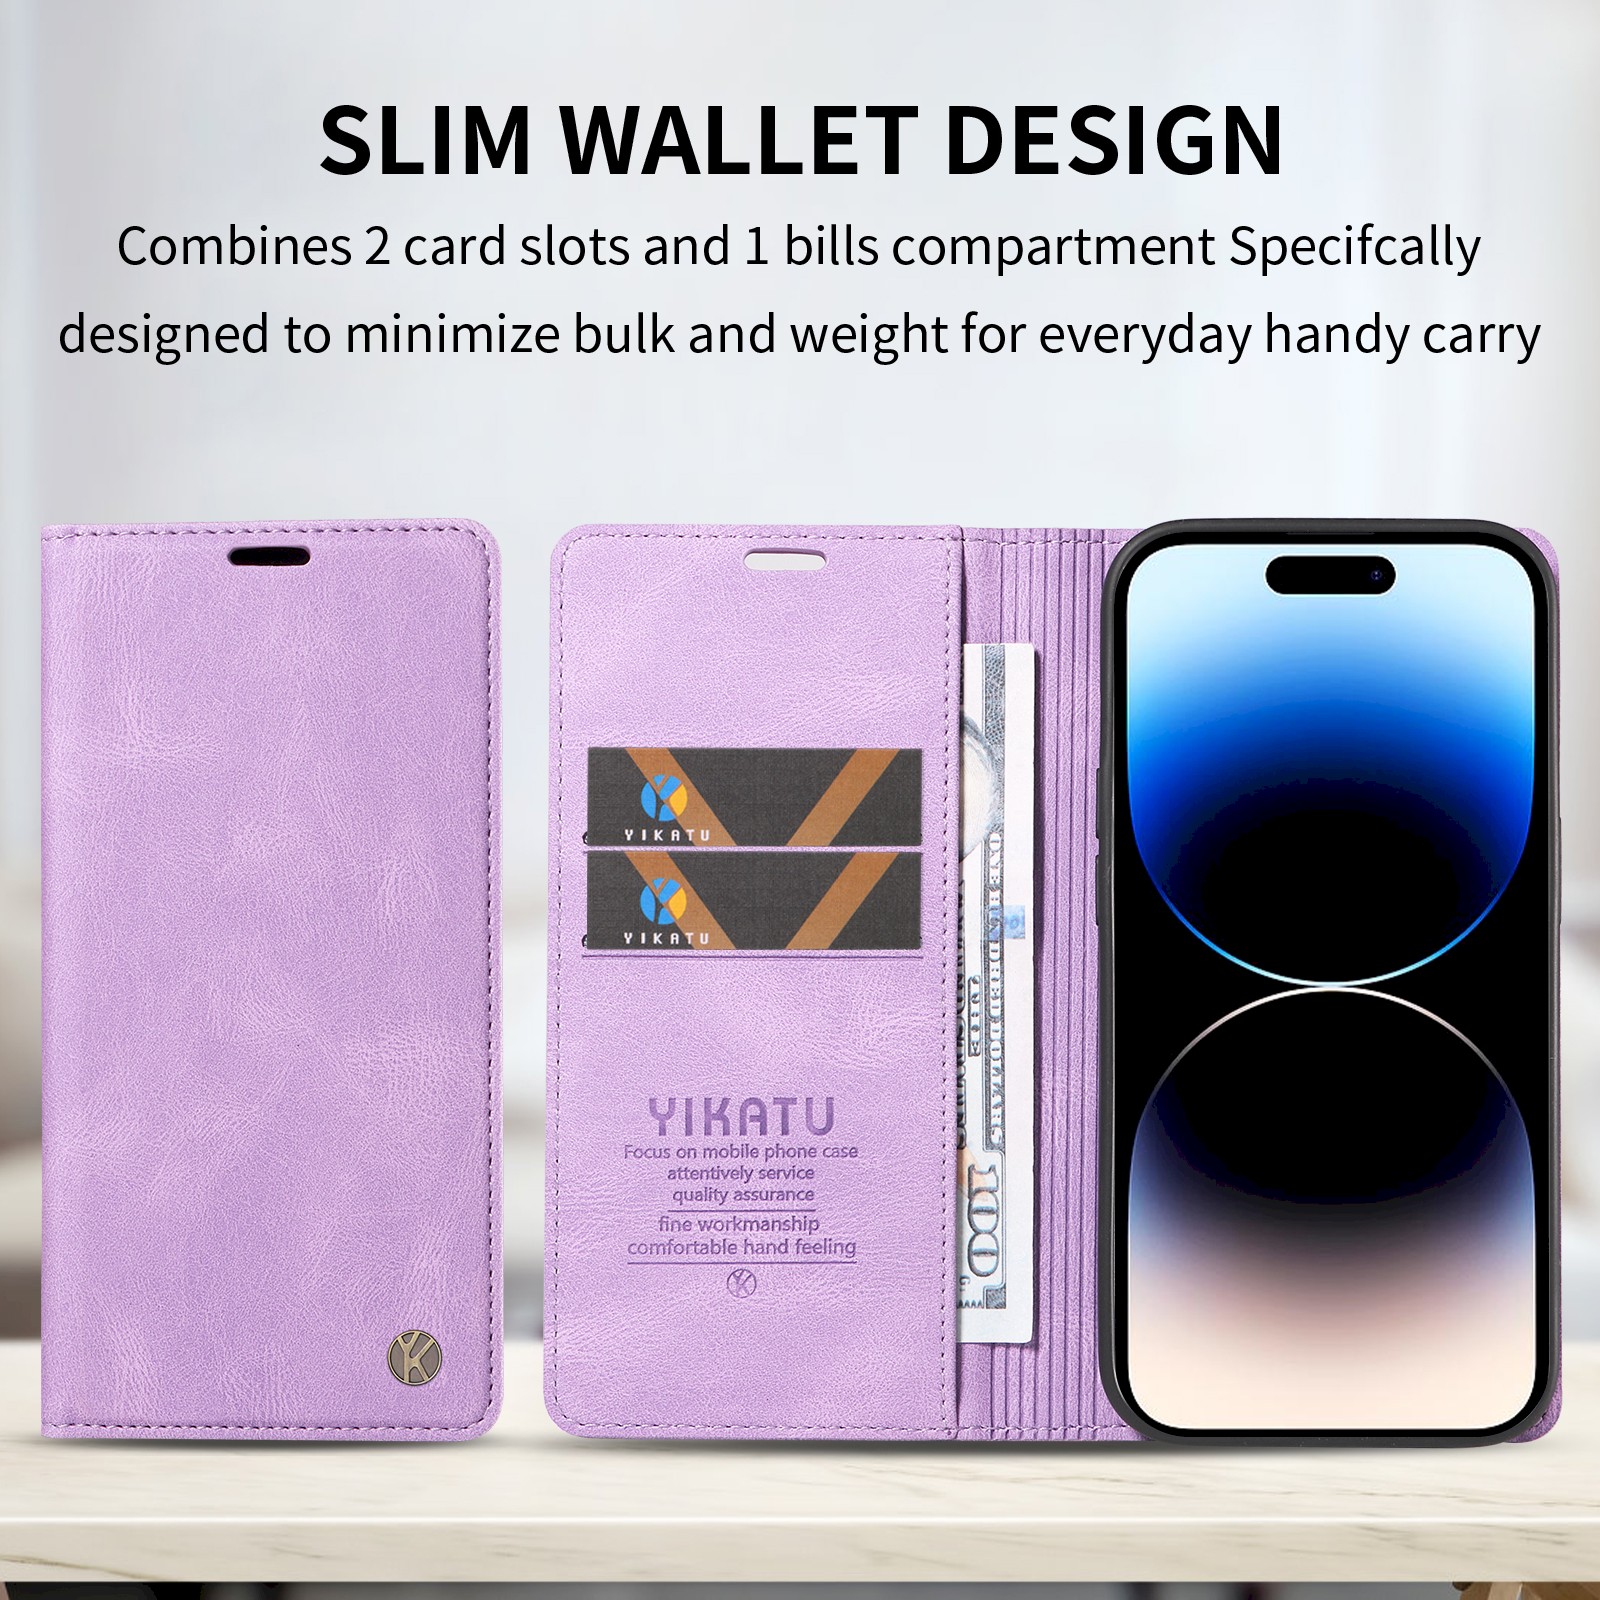 SLIM WALLET DESIGN
Combines 2 card slots and 1 bills compartment Specifcally
designed to minimize bulk and weight for everyday handy carry
YIKATU
YIKATU
YIKATU
Focus on mobile phone case
attentively service
quality assurance
fine workmanship
comfortable hand feeling
100